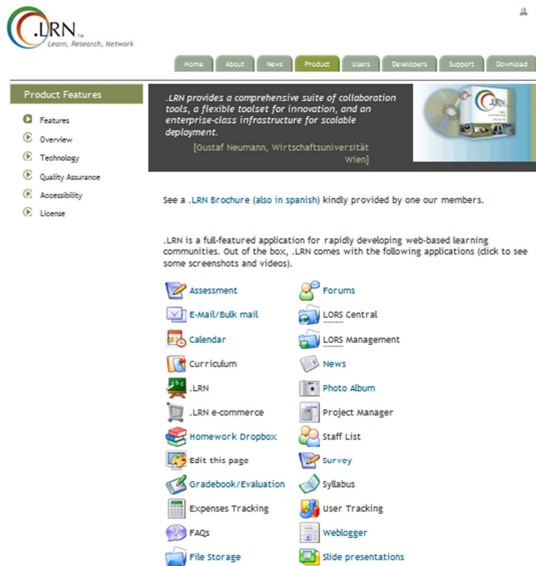 .LRN™
Learn, Research, Network
Home About News Product Users Developers Support Download
Product Features
Features
Overview
Technology
Quality Assurance
Accessibility
License
.LRN provides a comprehensive suite of collaboration
tools, a flexible toolset for innovation, and an
enterprise-class infrastructure for scalable
deployment.
[Gustaf Neumann, Wirtschaftsuniversität
Wien]
.LRN
See a .LRN Brochure (also in spanish) kindly provided by one our members.
.LRN is a full-featured application for rapidly developing web-based learning
communities. Out of the box, .LRN comes with the following applications (click to see
some screenshots and videos).
Assessment
E-Mail/Bulk mail
Calendar
Curriculum
.LRN
.LRN e-commerce
Homework Dropbox
Edit this page
Gradebook/Evaluation
Expenses Tracking
FAQs
File Storage
Forums
LORS Central
LORS Management
News
Photo Album
Project Manager
Staff List
Survey
Syllabus
User Tracking
Weblogger
Slide presentations